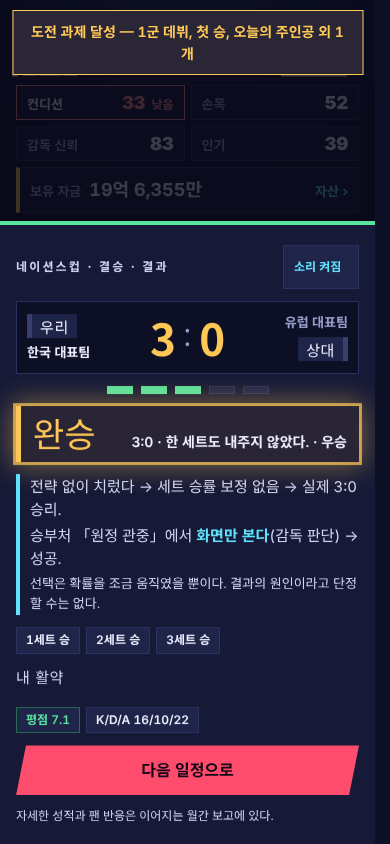 도전 과제 달성 — 1군 데뷔, 첫 승, 오늘의 주인공 외 1
개
컨디션 33 낮음 손목 52
감독 신뢰 83 인기 39
보유 자금 19억 6,355만 자산 ›
네이션스컵 · 결승 · 결과 소리 켜짐
우리 3 : 0 유럽 대표팀
한국 대표팀 상대
완승 3:0 · 한 세트도 내주지 않았다. · 우승
전략 없이 치렀다 → 세트 승률 보정 없음 → 실제 3:0
승리.
승부처 「원정 관중」에서 화면만 본다(감독 판단) →
성공.
선택은 확률을 조금 움직였을 뿐이다. 결과의 원인이라고 단정
할 수는 없다.
1세트 승 2세트 승 3세트 승
내 활약
평점 7.1 K/D/A 16/10/22
다음 일정으로
자세한 성적과 팬 반응은 이어지는 월간 보고에 있다.